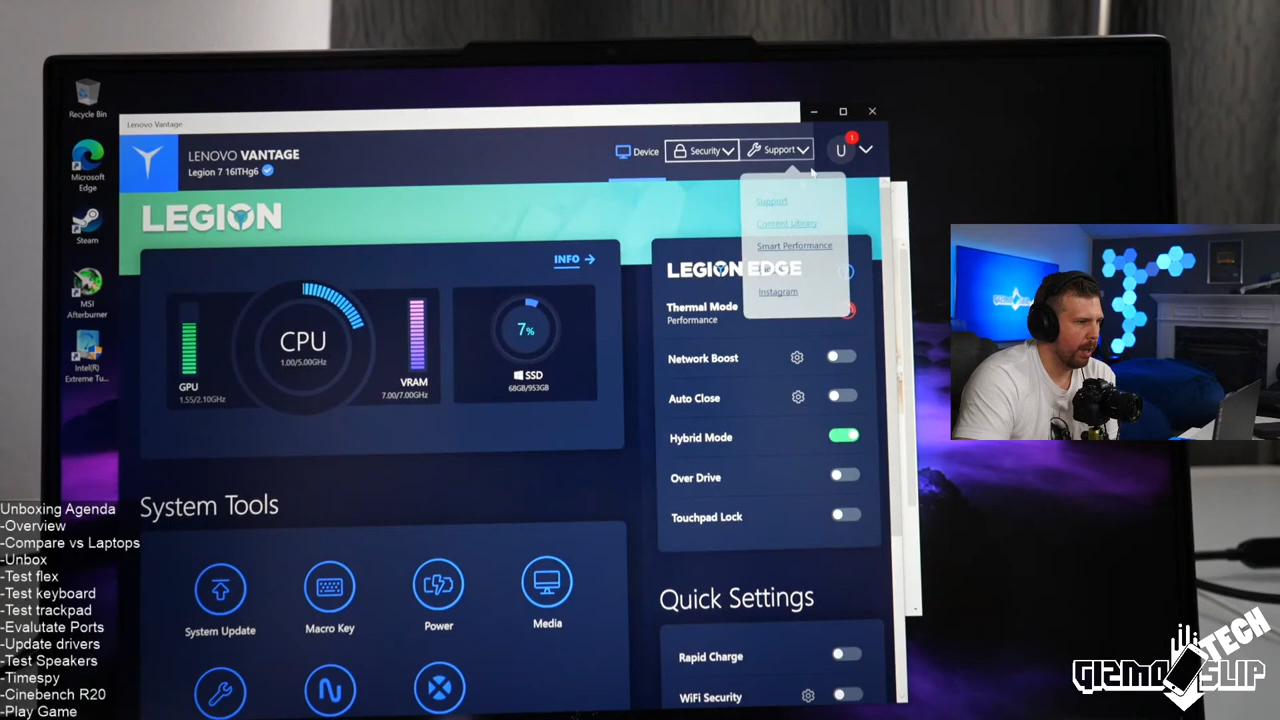 Recycle Bin
Microsoft
Edge
Steam
MSI
Afterburner
Intel(R)
Extreme Tu...
Lenovo Vantage
LENOVO VANTAGE
Legion 7 16ITHg6
Device
Security
Support
U
1
Support
Content Library
Smart Performance
Instagram
LEGION
INFO
CPU
1.00/5.00GHz
GPU
1.55/2.10GHz
VRAM
7.00/7.00GHz
7%
SSD
68GB/953GB
LEGION EDGE
Thermal Mode
Performance
Network Boost
Auto Close
Hybrid Mode
Over Drive
Touchpad Lock
System Tools
System Update
Macro Key
Power
Media
Quick Settings
Rapid Charge
WiFi Security
Unboxing Agenda
-Overview
-Compare vs Laptops
-Unbox
-Test flex
-Test keyboard
-Test trackpad
-Evalutate Ports
-Update drivers
-Test Speakers
-Timespy
-Cinebench R20
-Play Game
GIZMO SLIP
TECH